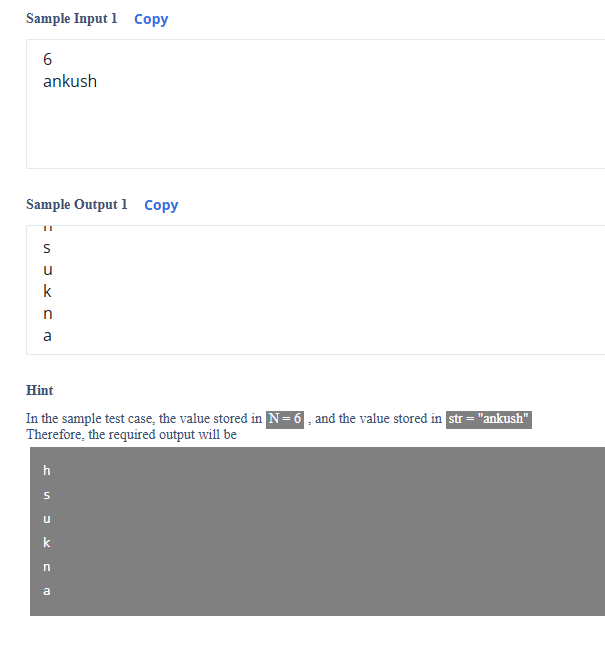 Sample Input 1 Copy
6
ankush
Sample Output 1 Copy
s
u
k
n
a
Hint
In the sample test case, the value stored in N = 6 , and the value stored in str = "ankush"
Therefore, the required output will be
h
s
u
k
n
a